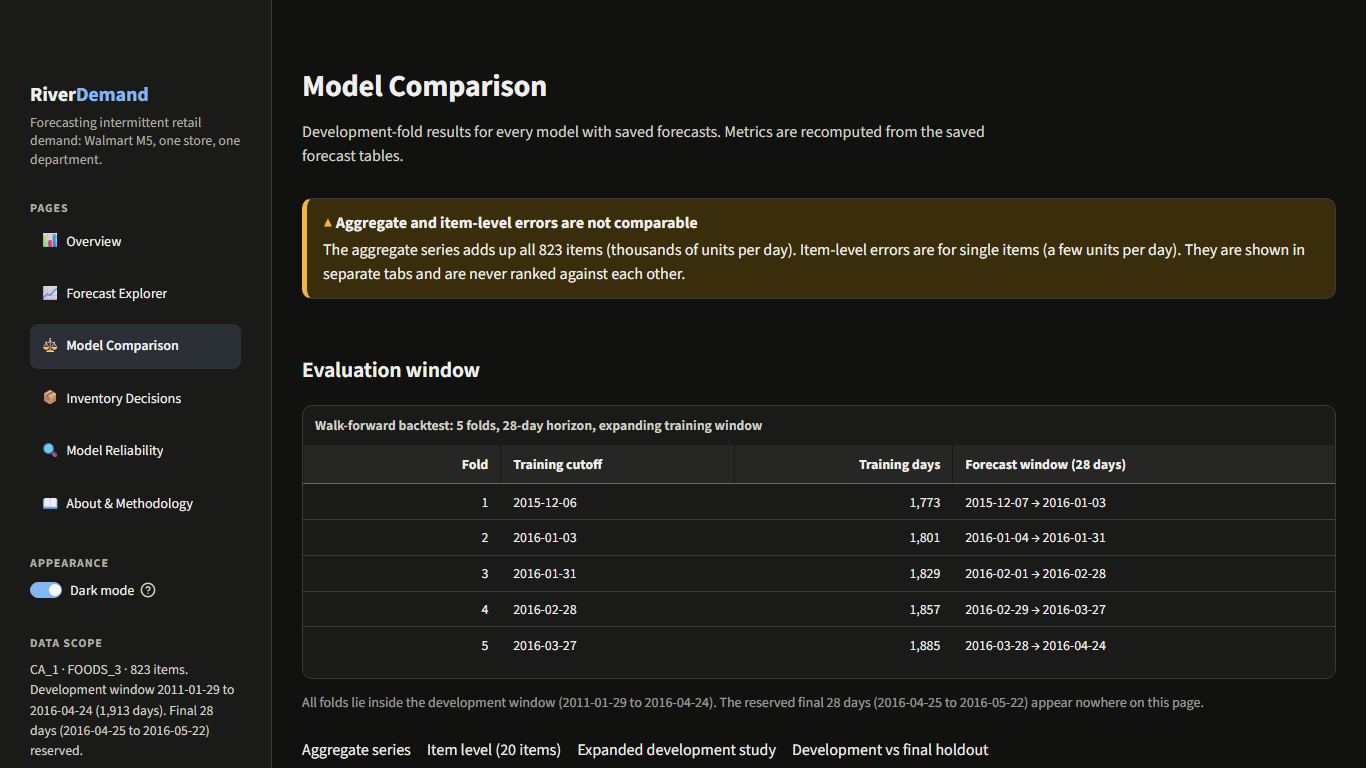 RiverDemand
Forecasting intermittent retail
demand: Walmart M5, one store, one
department.
PAGES
Overview
Forecast Explorer
Model Comparison
Inventory Decisions
Model Reliability
About & Methodology
APPEARANCE
Dark mode ?
DATA SCOPE
CA_1 · FOODS_3 · 823 items.
Development window 2011-01-29 to
2016-04-24 (1,913 days). Final 28
days (2016-04-25 to 2016-05-22)
reserved.
Model Comparison
Development-fold results for every model with saved forecasts. Metrics are recomputed from the saved
forecast tables.
▲ Aggregate and item-level errors are not comparable
The aggregate series adds up all 823 items (thousands of units per day). Item-level errors are for single items (a few units per day). They are shown in
separate tabs and are never ranked against each other.
Evaluation window
Walk-forward backtest: 5 folds, 28-day horizon, expanding training window
Fold Training cutoff Training days Forecast window (28 days)
1 2015-12-06 1,773 2015-12-07 → 2016-01-03
2 2016-01-03 1,801 2016-01-04 → 2016-01-31
3 2016-01-31 1,829 2016-02-01 → 2016-02-28
4 2016-02-28 1,857 2016-02-29 → 2016-03-27
5 2016-03-27 1,885 2016-03-28 → 2016-04-24
All folds lie inside the development window (2011-01-29 to 2016-04-24). The reserved final 28 days (2016-04-25 to 2016-05-22) appear nowhere on this page.
Aggregate series Item level (20 items) Expanded development study Development vs final holdout